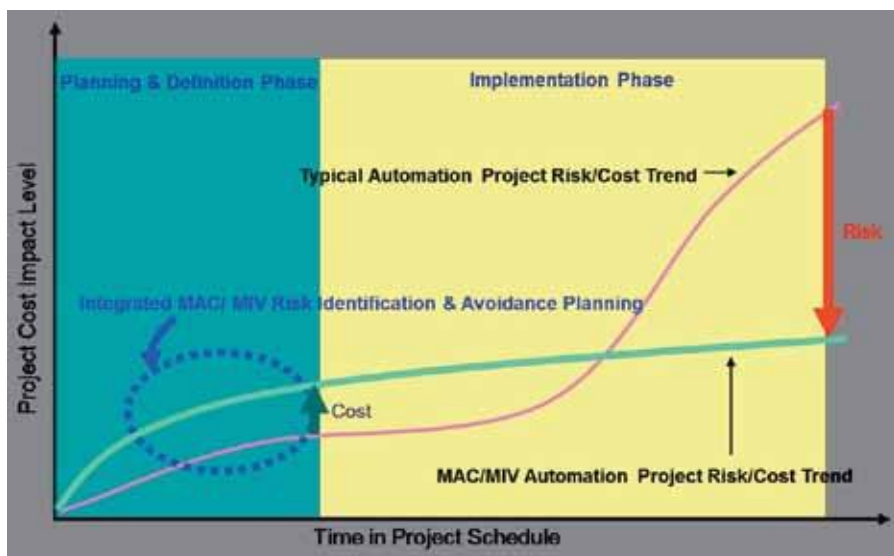 Planning & Definition Phase
Implementation Phase
Typical Automation Project Risk/Cost Trend
Risk
Integrated MAC/ MIV Risk Identification & Avoidance Planning
Cost
MAC/MIV Automation Project Risk/Cost Trend
Project Cost Impact Level
Time in Project Schedule